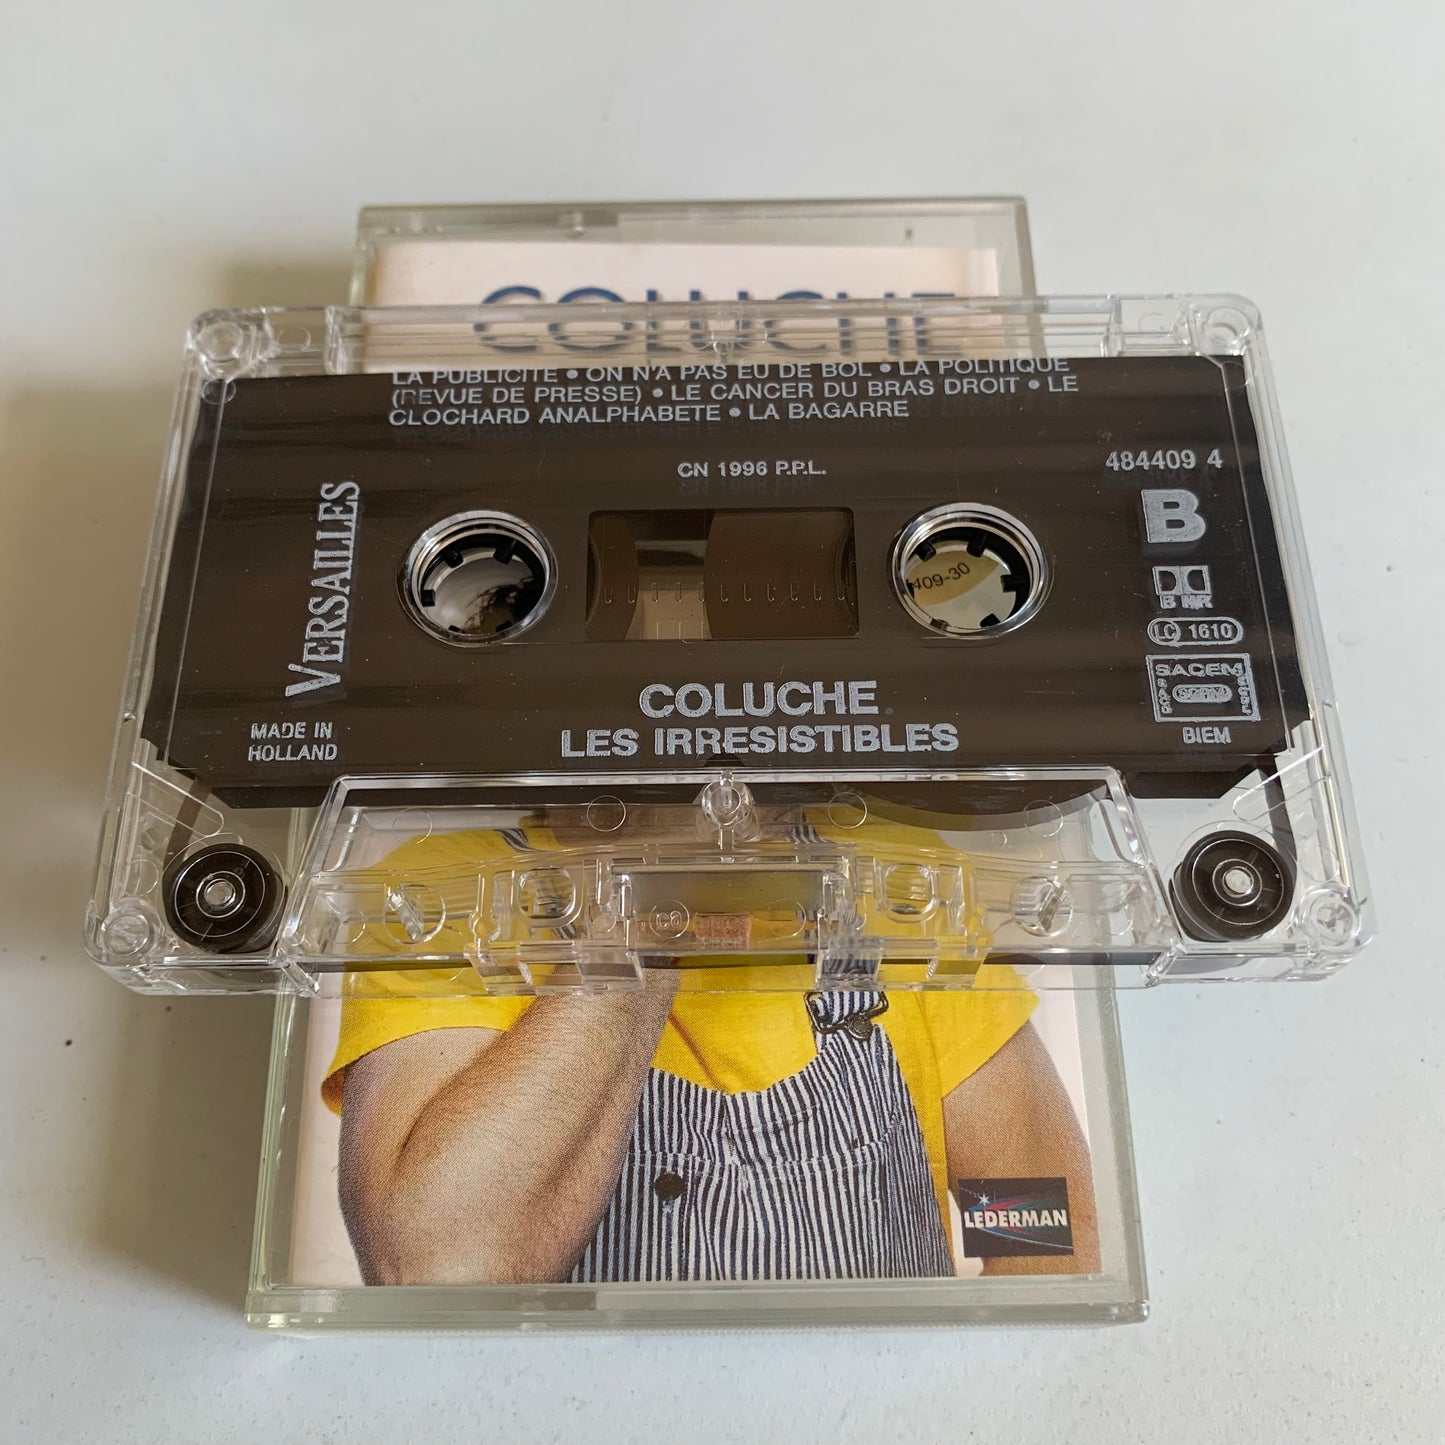 COLUCHE
LA PUBLICITE • ON N'A PAS EU DE BOL • LA POLITIQUE
(REVUE DE PRESSE) • LE CANCER DU BRAS DROIT • LE
CLOCHARD ANALPHABETE • LA BAGARRE
CN 1996 P.P.L.
484409 4
B
VERSAILLES
409-30
B NR
LC 1610
SACEM
SDRM
BIEM
MADE IN
HOLLAND
COLUCHE
LES IRRESISTIBLES
LEDERMAN